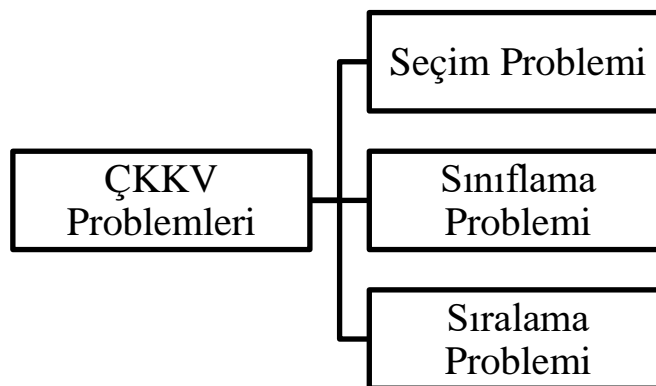 Seçim Problemi
ÇKKV
Problemleri
Sınıflama
Problemi
Sıralama
Problemi